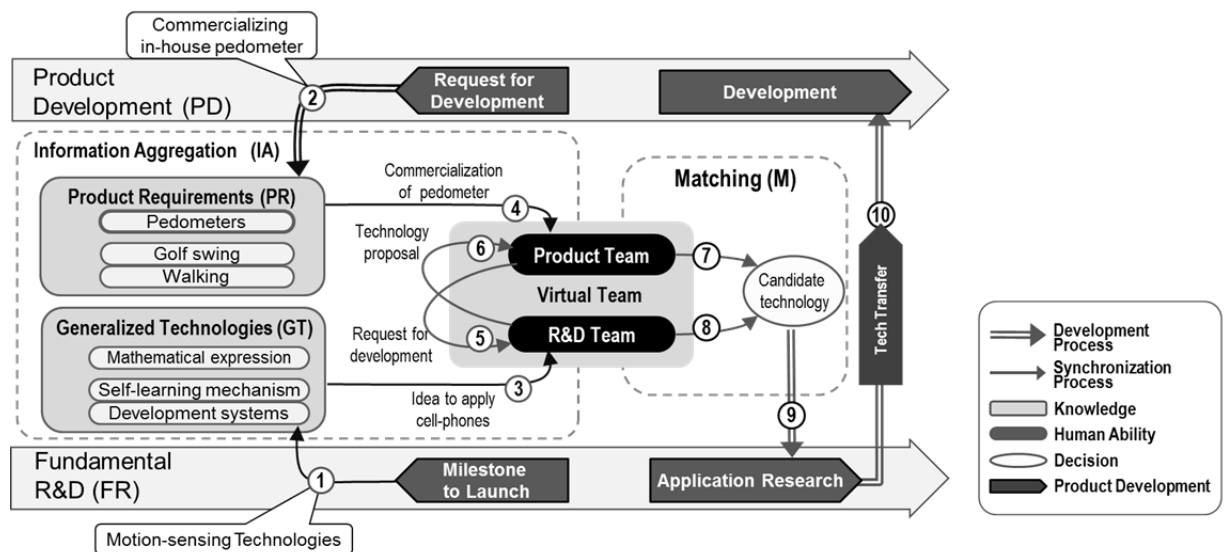 Commercializing
in-house pedometer
Product
Development (PD)
2
Request for
Development
Development
Information Aggregation (IA)
Product Requirements (PR)
Pedometers
Golf swing
Walking
Commercialization
of pedometer
4
Technology
proposal
6
Product Team
Virtual Team
R&D Team
5
Request for
development
Generalized Technologies (GT)
Mathematical expression
Self-learning mechanism
Development systems
3
Idea to apply
cell-phones
Matching (M)
7
8
Candidate
technology
9
10
Tech Transfer
Fundamental
R&D (FR)
1
Milestone
to Launch
Application Research
Motion-sensing Technologies
Development
Process
Synchronization
Process
Knowledge
Human Ability
Decision
Product Development